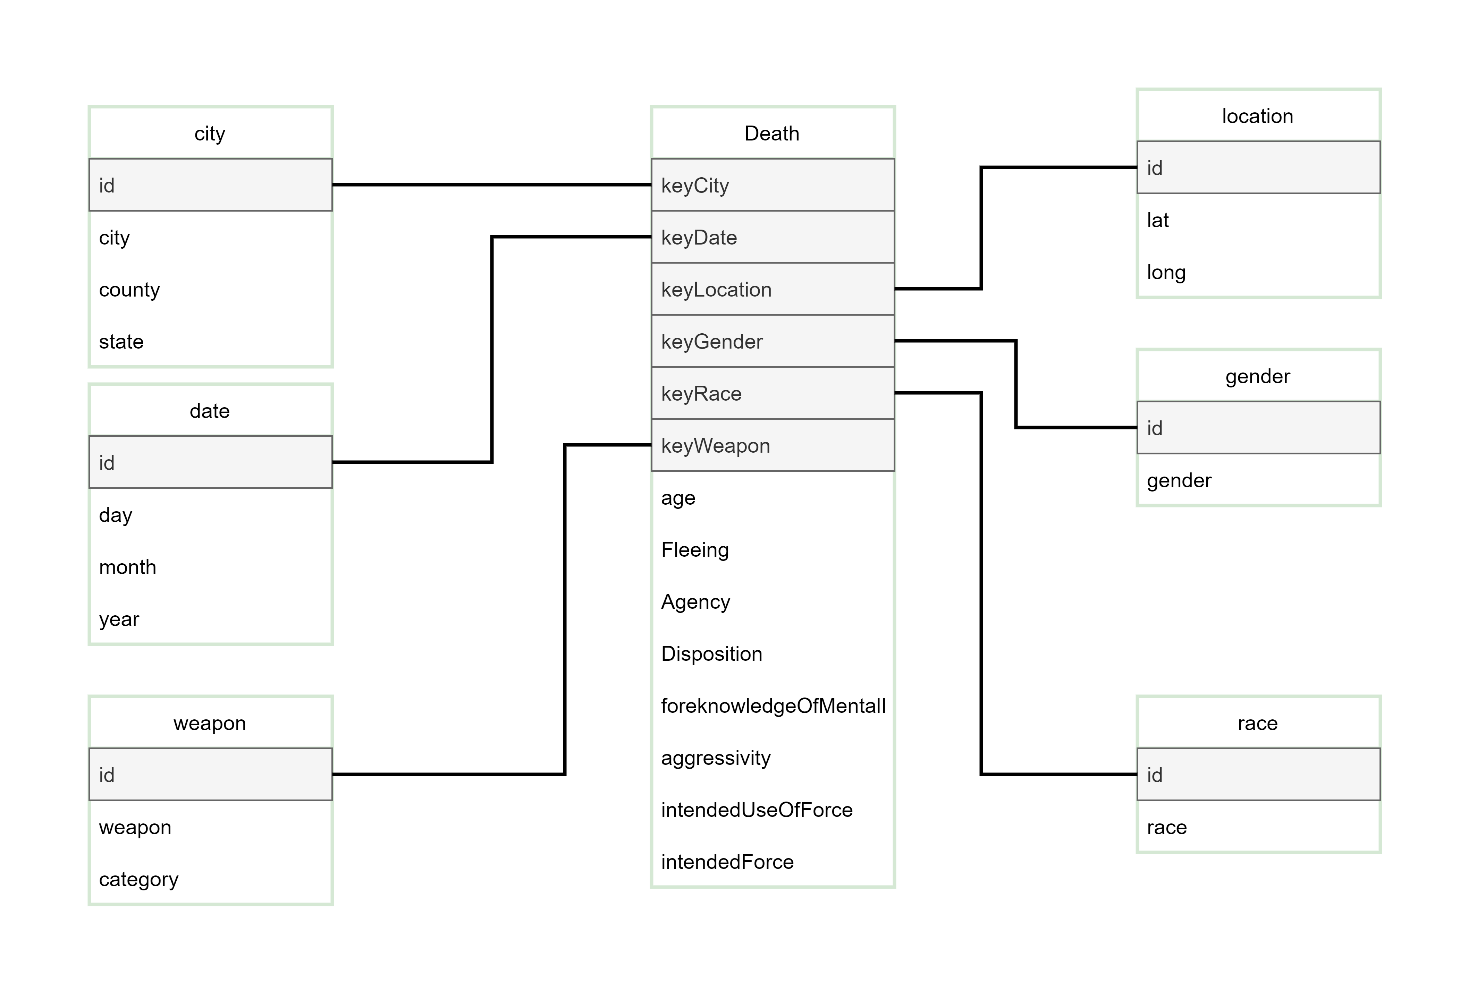 city
id
city
county
state
date
id
day
month
year
weapon
id
weapon
category
Death
keyCity
keyDate
keyLocation
keyGender
keyRace
keyWeapon
age
Fleeing
Agency
Disposition
foreknowledgeOfMentalI
aggressivity
intendedUseOfForce
intendedForce
location
id
lat
long
gender
id
gender
race
id
race